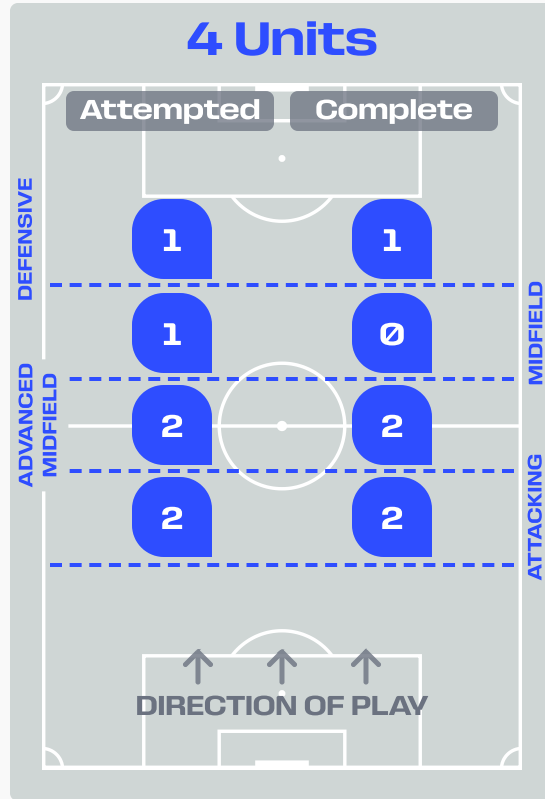 4 Units
Attempted Complete
DEFENSIVE
1 1
MIDFIELD
1 0
ADVANCED
MIDFIELD
2 2
ATTACKING
2 2
DIRECTION OF PLAY